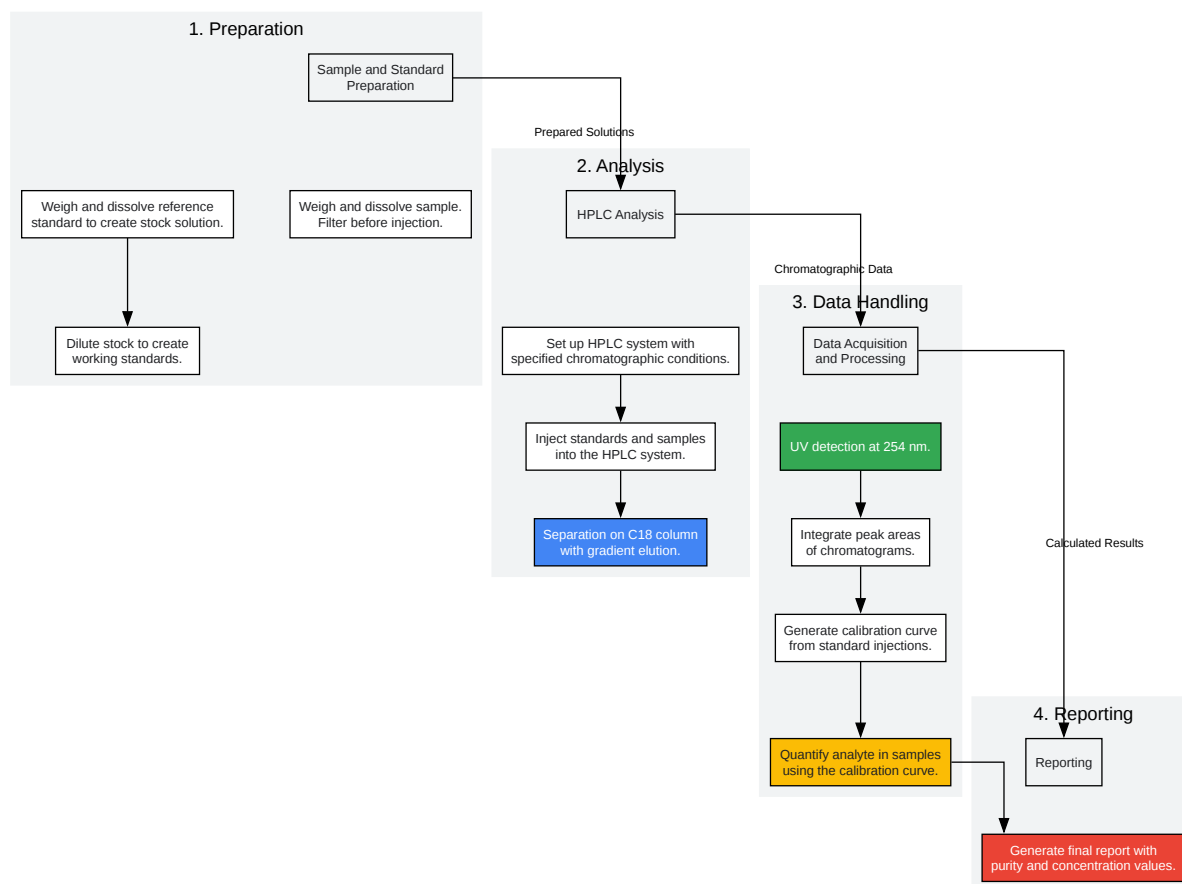 1. Preparation
Sample and Standard
Preparation
Prepared Solutions
2. Analysis
Weigh and dissolve reference
standard to create stock solution.
Weigh and dissolve sample.
Filter before injection.
HPLC Analysis
Chromatographic Data
3. Data Handling
Dilute stock to create
working standards.
Set up HPLC system with
specified chromatographic conditions.
Data Acquisition
and Processing
Inject standards and samples
into the HPLC system.
UV detection at 254 nm.
Separation on C18 column
with gradient elution.
Integrate peak areas
of chromatograms.
Calculated Results
Generate calibration curve
from standard injections.
4. Reporting
Quantify analyte in samples
using the calibration curve.
Reporting
Generate final report with
purity and concentration values.